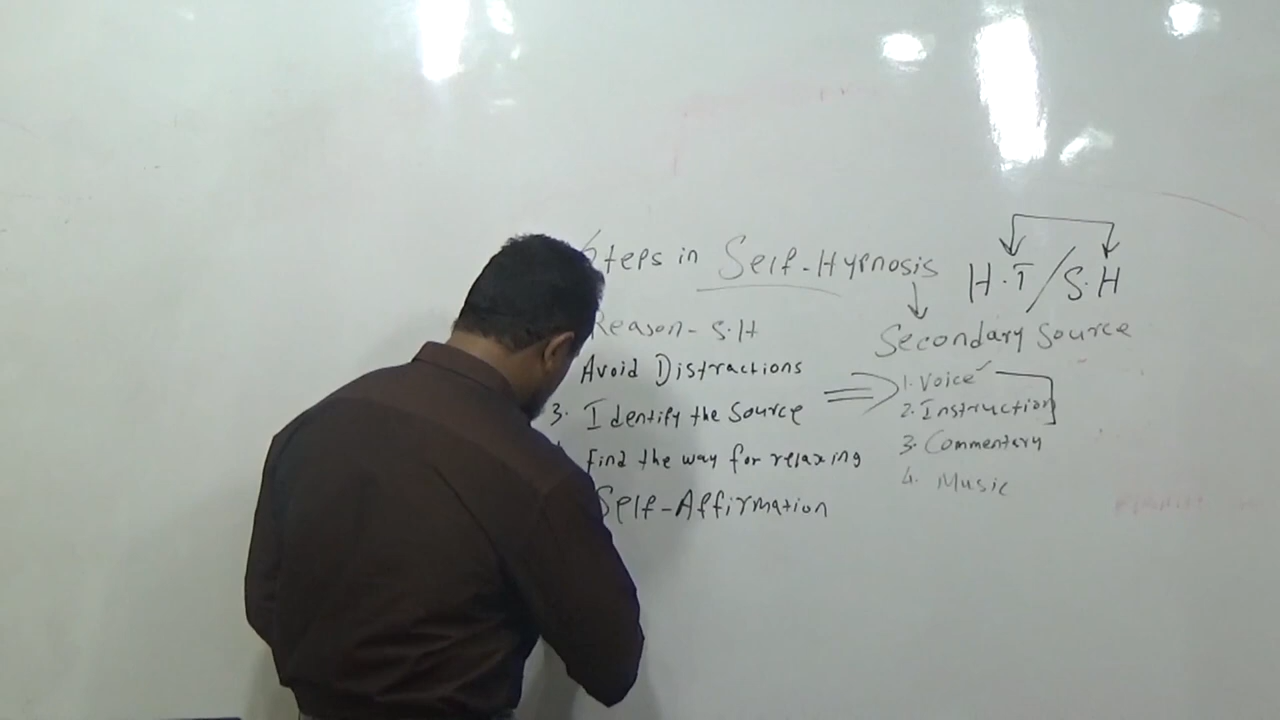 Steps in Self-Hypnosis
H.T/S.H
Reason- S.H
Avoid Distractions
3. Identify the Source
Find the way for relaxing
Self-Affirmation
Secondary Source
1. Voice
2. Instruction
3. Commentary
4. Music